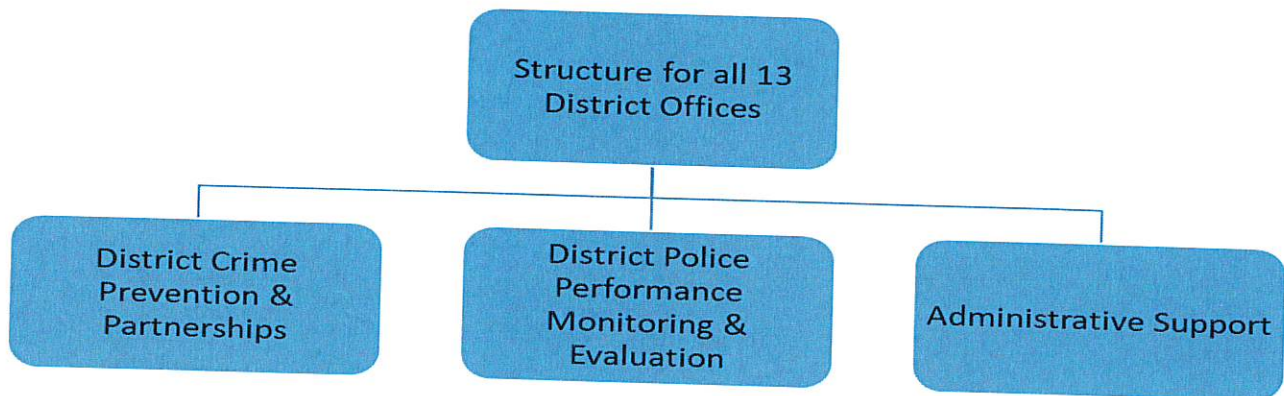 Structure for all 13
District Offices
District Crime
Prevention &
Partnerships
District Police
Performance
Monitoring &
Evaluation
Administrative Support